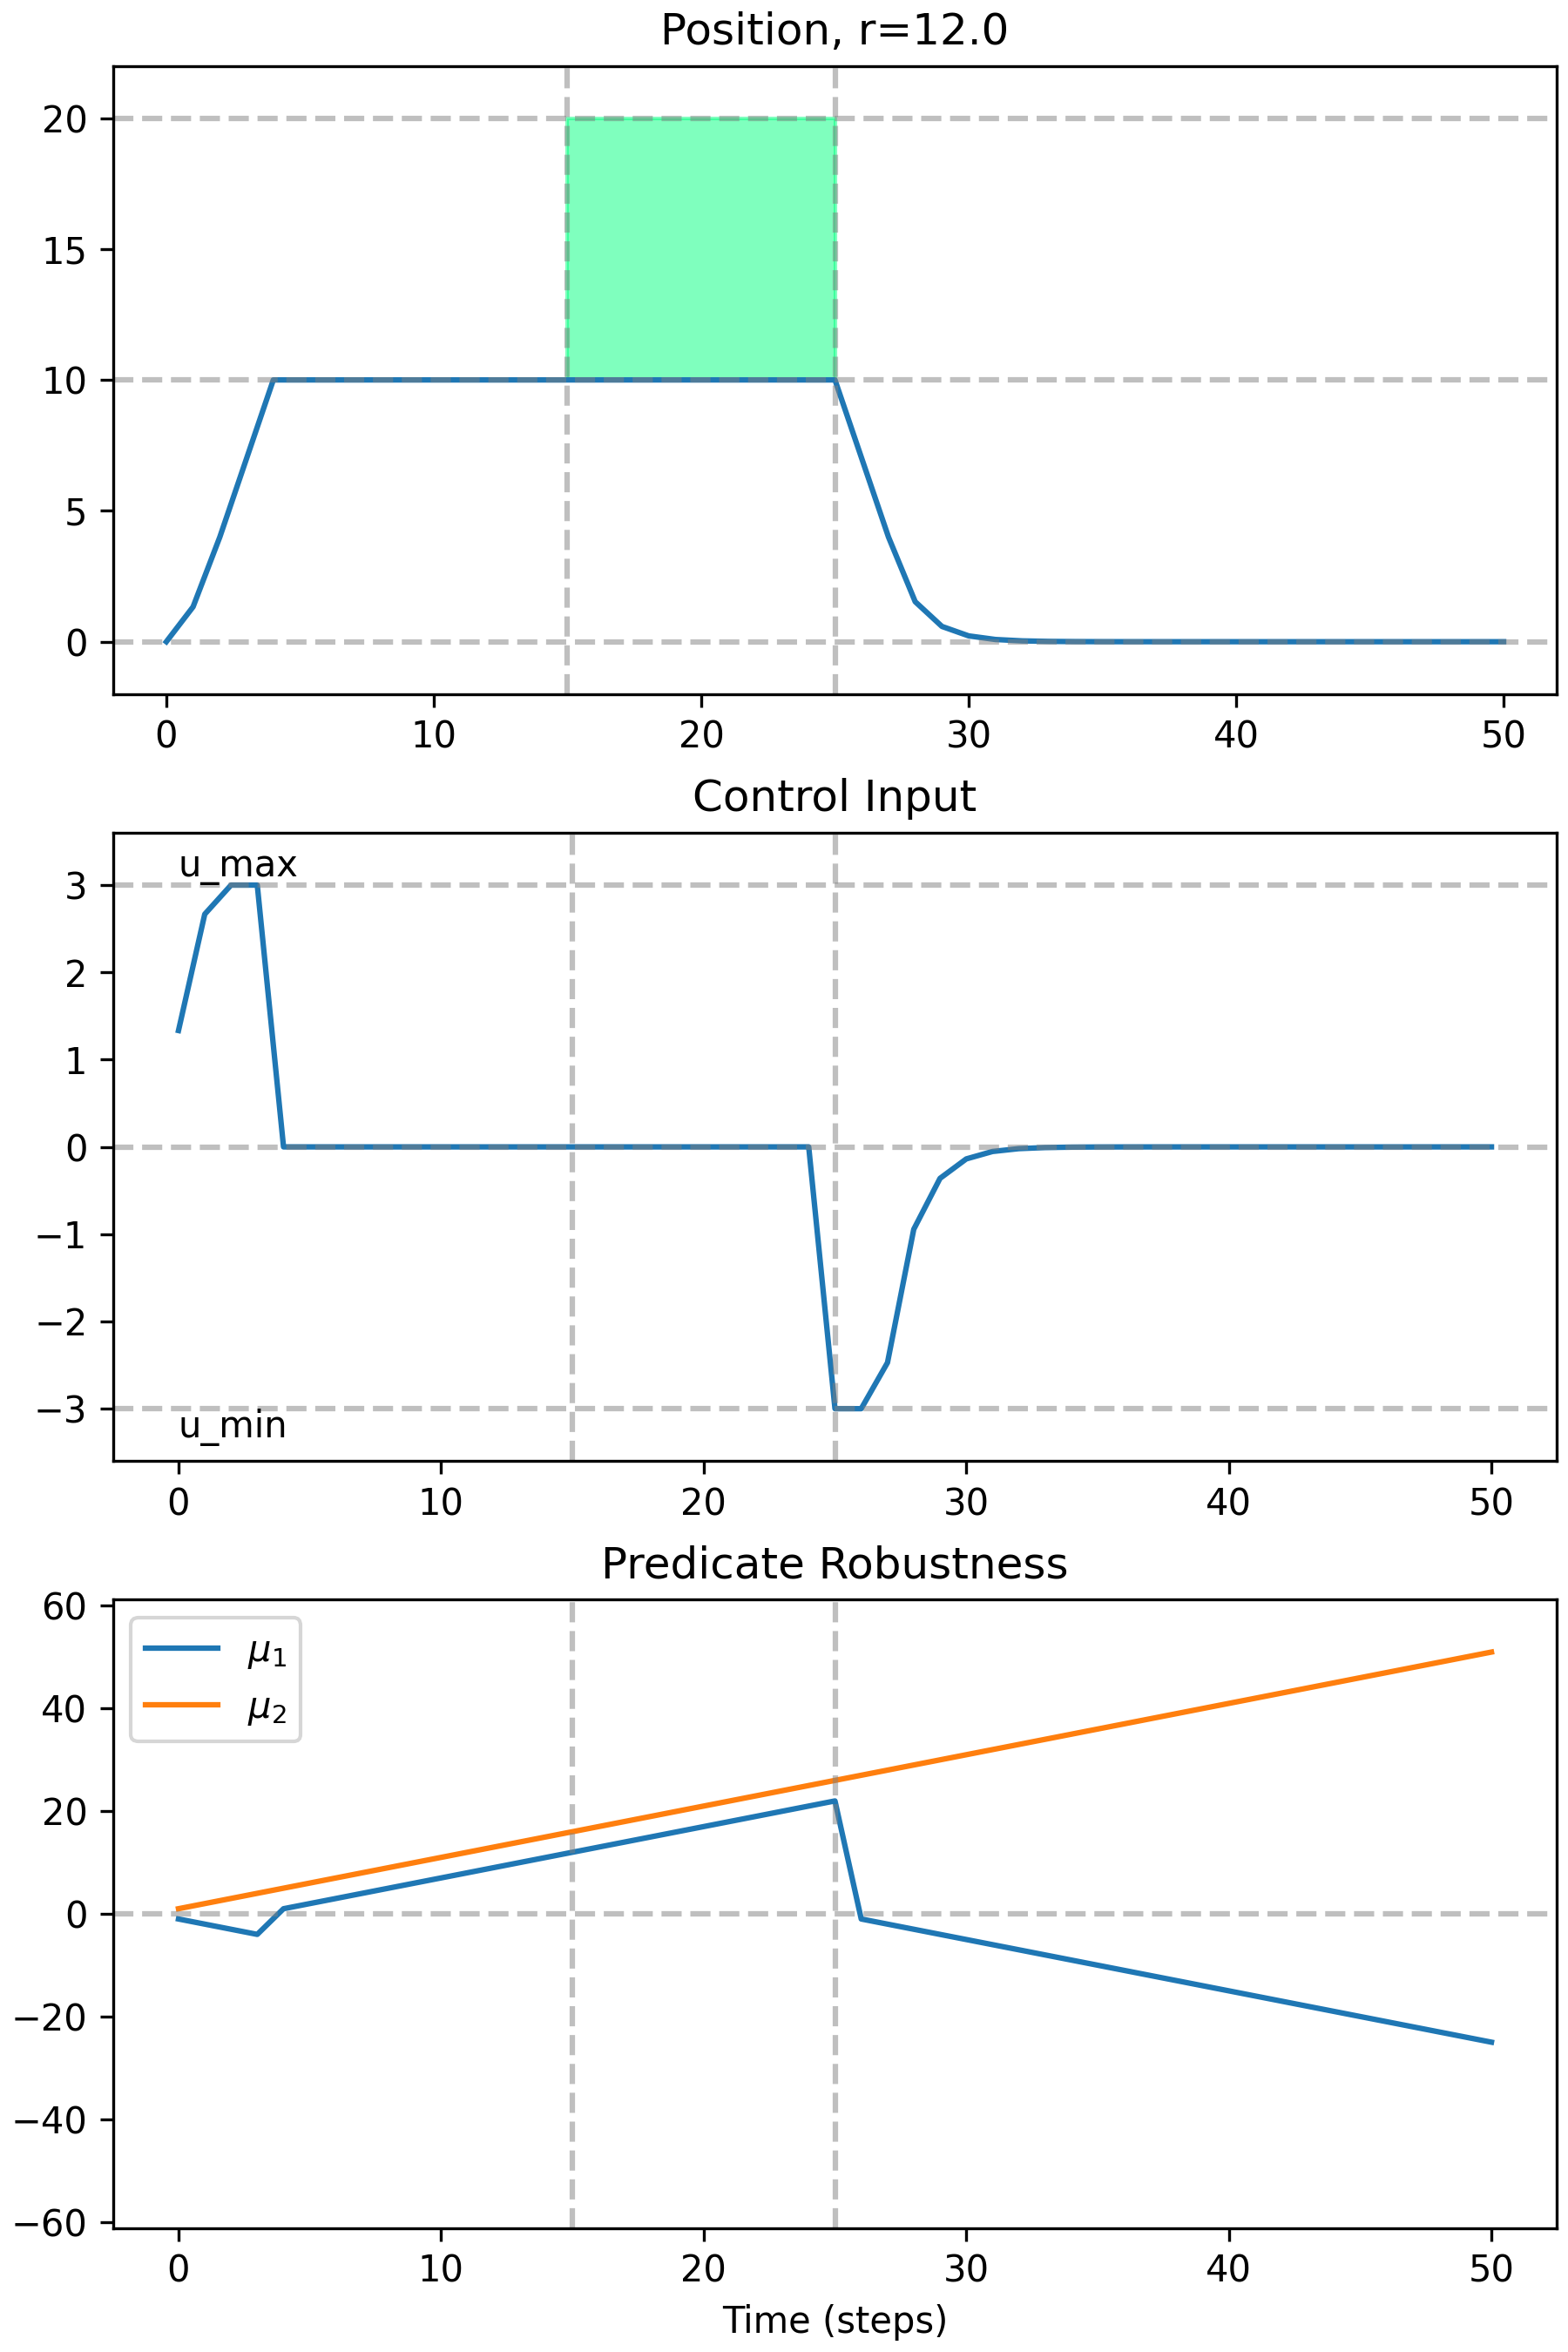 Position, r=12.0
20
15
10
5
0
0 10 20 30 40 50
Control Input
u_max
3
2
1
0
−1
−2
−3
u_min
0 10 20 30 40 50
Predicate Robustness
60
μ₁
μ₂
40
20
0
−20
−40
−60
0 10 20 30 40 50
Time (steps)